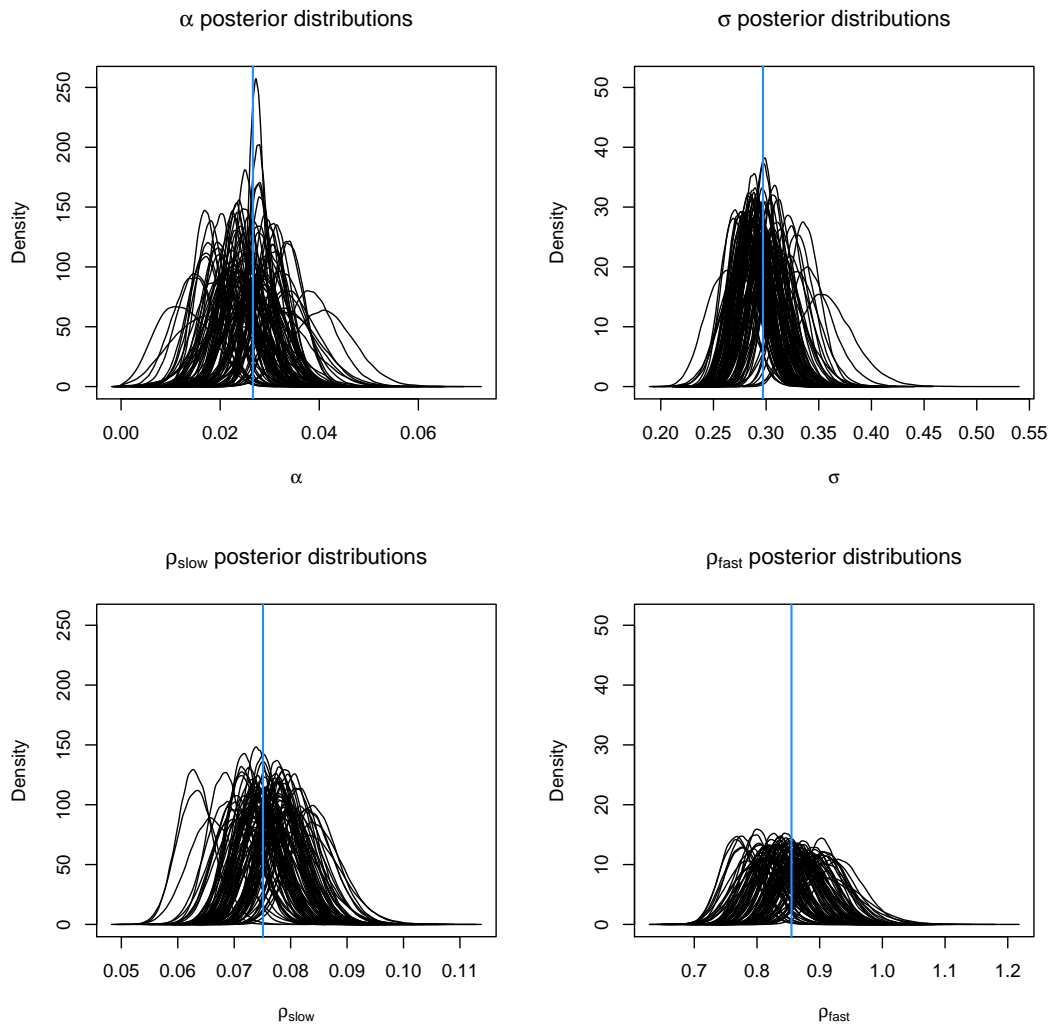 α posterior distributions
Density
250
200
150
100
50
0
0.00 0.02 0.04 0.06
α
σ posterior distributions
Density
50
40
30
20
10
0
0.20 0.25 0.30 0.35 0.40 0.45 0.50 0.55
σ
ρslow posterior distributions
Density
250
200
150
100
50
0
0.05 0.06 0.07 0.08 0.09 0.10 0.11
ρslow
ρfast posterior distributions
Density
50
40
30
20
10
0
0.7 0.8 0.9 1.0 1.1 1.2
ρfast